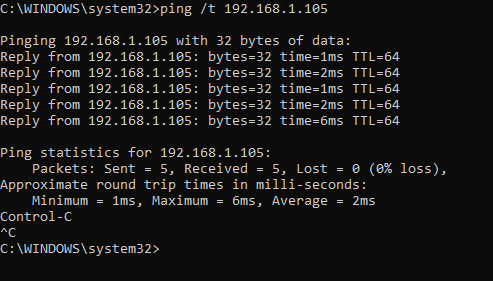 C:\WINDOWS\system32>ping /t 192.168.1.105
Pinging 192.168.1.105 with 32 bytes of data:
Reply from 192.168.1.105: bytes=32 time=1ms TTL=64
Reply from 192.168.1.105: bytes=32 time=2ms TTL=64
Reply from 192.168.1.105: bytes=32 time=1ms TTL=64
Reply from 192.168.1.105: bytes=32 time=2ms TTL=64
Reply from 192.168.1.105: bytes=32 time=6ms TTL=64
Ping statistics for 192.168.1.105:
    Packets: Sent = 5, Received = 5, Lost = 0 (0% loss),
Approximate round trip times in milli-seconds:
    Minimum = 1ms, Maximum = 6ms, Average = 2ms
Control-C
^C
C:\WINDOWS\system32>